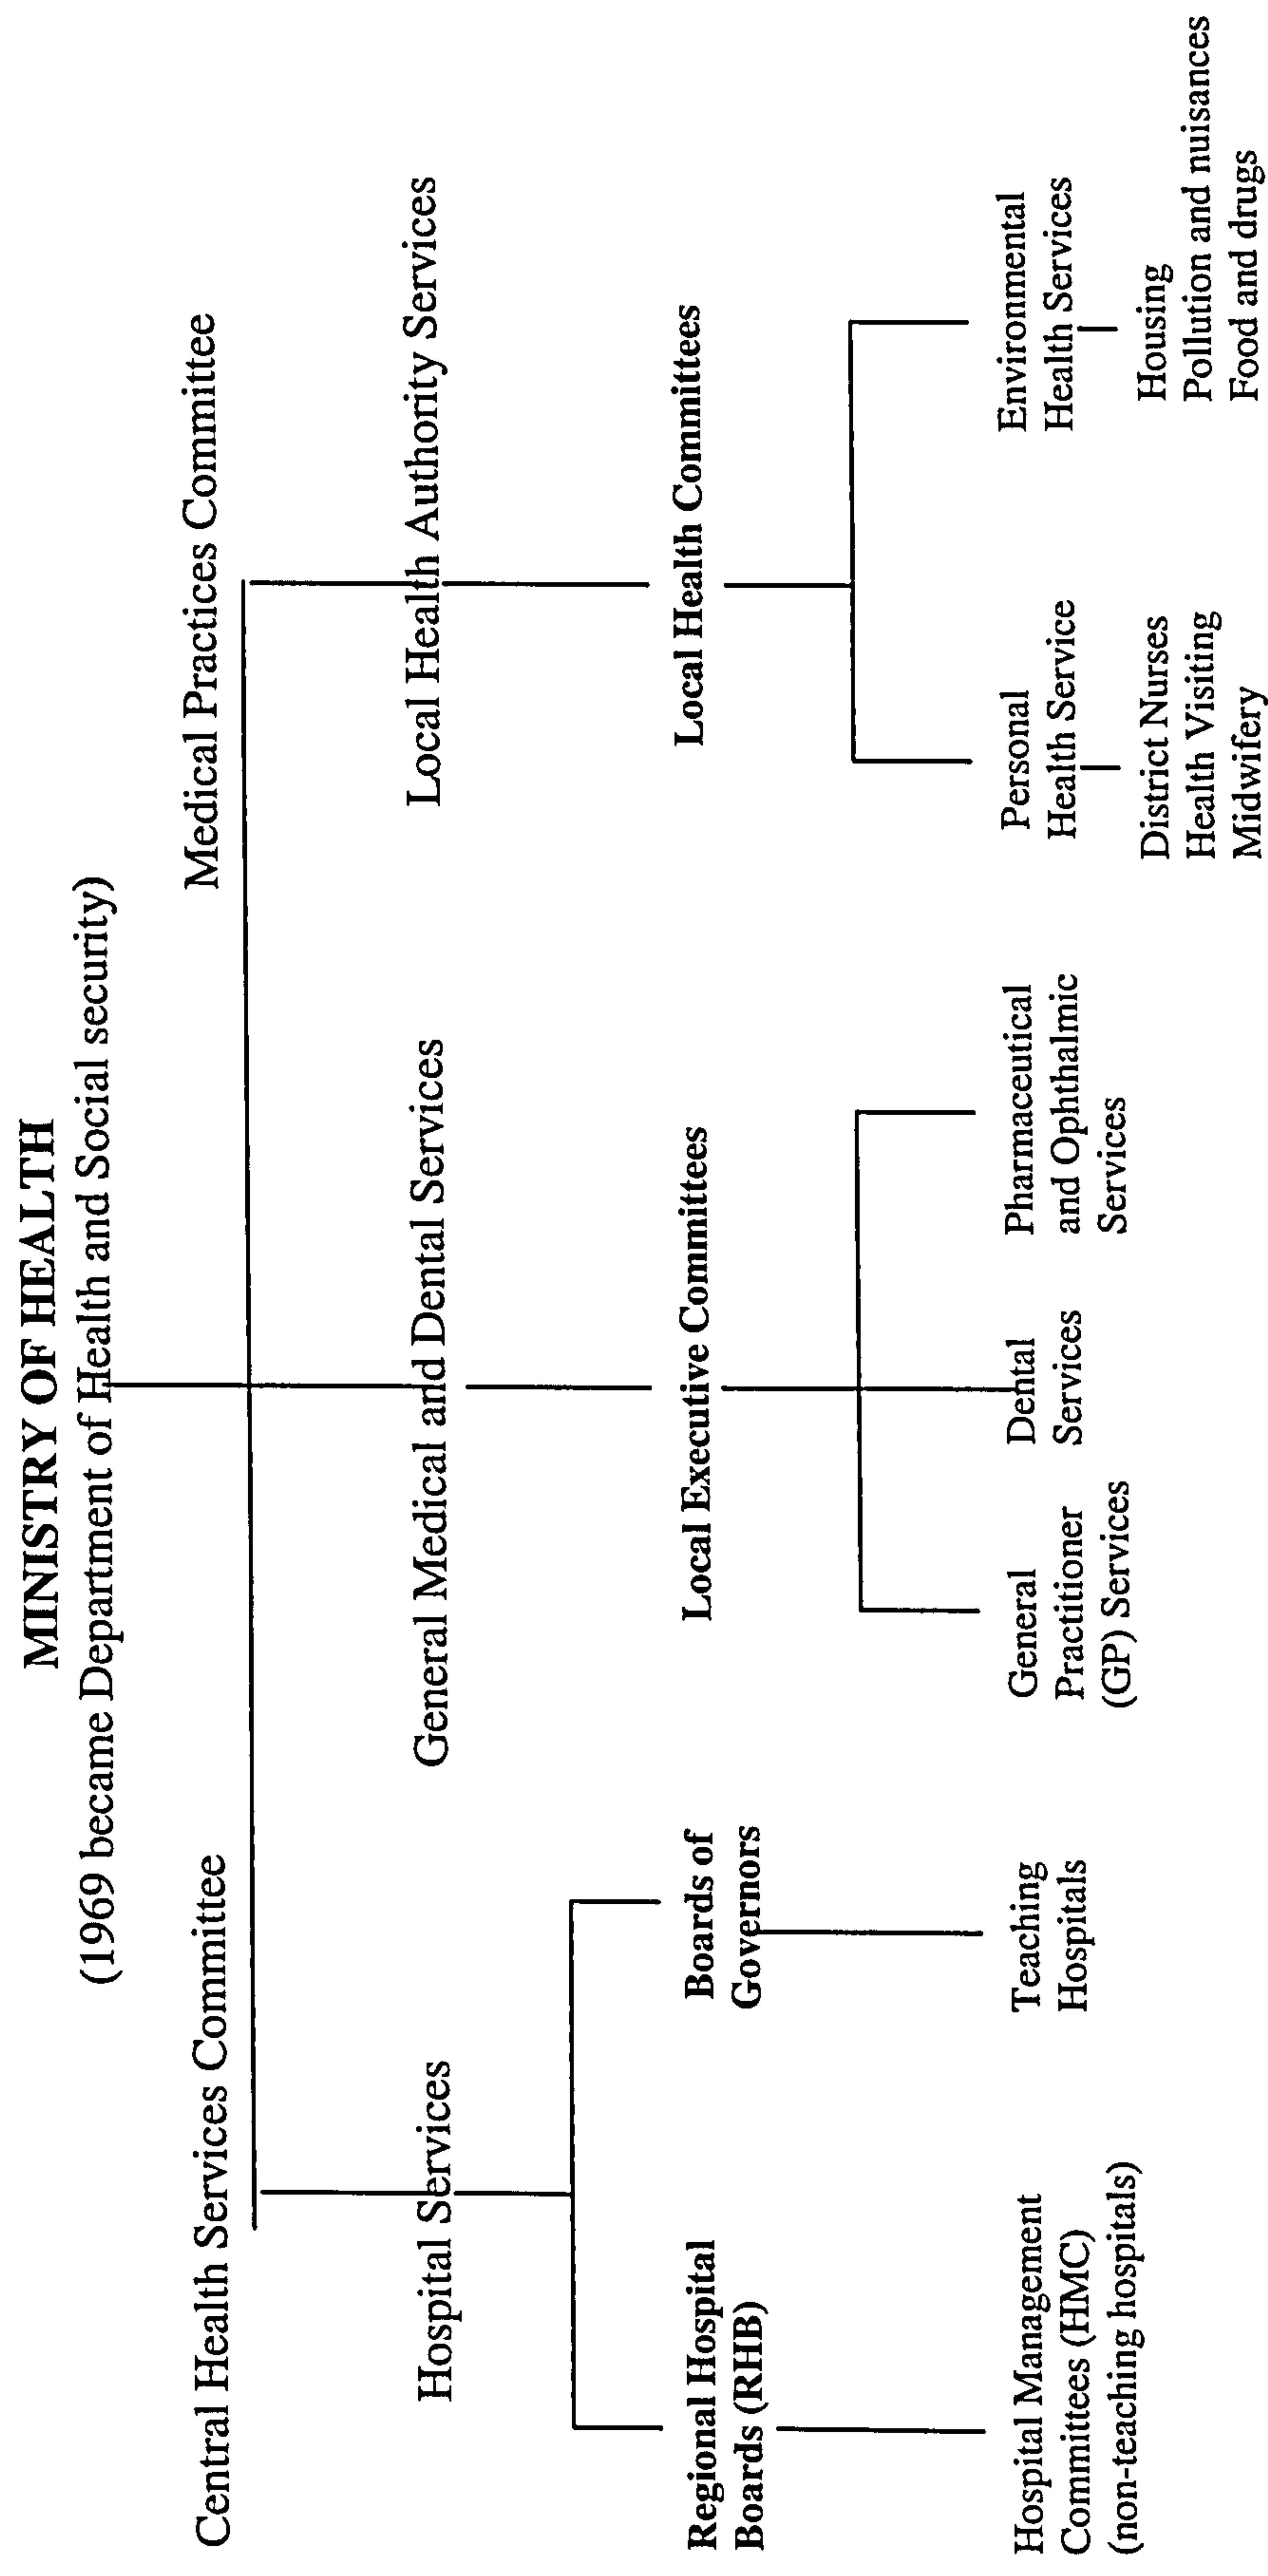 MINISTRY OF HEALTH
(1969 became Department of Health and Social security)
Central Health Services Committee
Medical Practices Committee
Hospital Services
General Medical and Dental Services
Local Health Authority Services
Regional Hospital
Boards (RHB)
Boards of
Governors
Local Executive Committees
Local Health Committees
Hospital Management
Committees (HMC)
(non-teaching hospitals)
Teaching
Hospitals
General
Practitioner
(GP) Services
Dental
Services
Pharmaceutical
and Ophthalmic
Services
Personal
Health Service
District Nurses
Health Visiting
Midwifery
Environmental
Health Services
Housing
Pollution and nuisances
Food and drugs